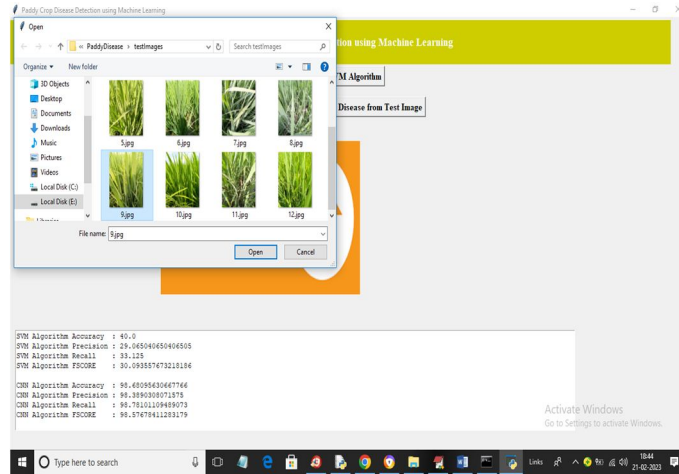 Paddy Crop Disease Detection using Machine Learning
Open
tion using Machine Learning
PaddyDisease > testImages
Search testImages
Organize
New folder
VM Algorithm
Disease from Test Image
3D Objects
Desktop
Documents
Downloads
Music
Pictures
Videos
Local Disk (C:)
Local Disk (E:)
5.jpg 6.jpg 7.jpg 8.jpg
9.jpg 10.jpg 11.jpg 12.jpg
File name: 9.jpg
Open Cancel
SVM Algorithm Accuracy : 40.0
SVM Algorithm Precision : 29.065040650406505
SVM Algorithm Recall : 33.125
SVM Algorithm FSCORE : 30.093557673218186
CNN Algorithm Accuracy : 98.68095630667766
CNN Algorithm Precision : 98.3890308071575
CNN Algorithm Recall : 98.78101109489073
CNN Algorithm FSCORE : 98.57678411283179
Activate Windows
Go to Settings to activate Windows.
Type here to search
Links
18:44
21-02-2023